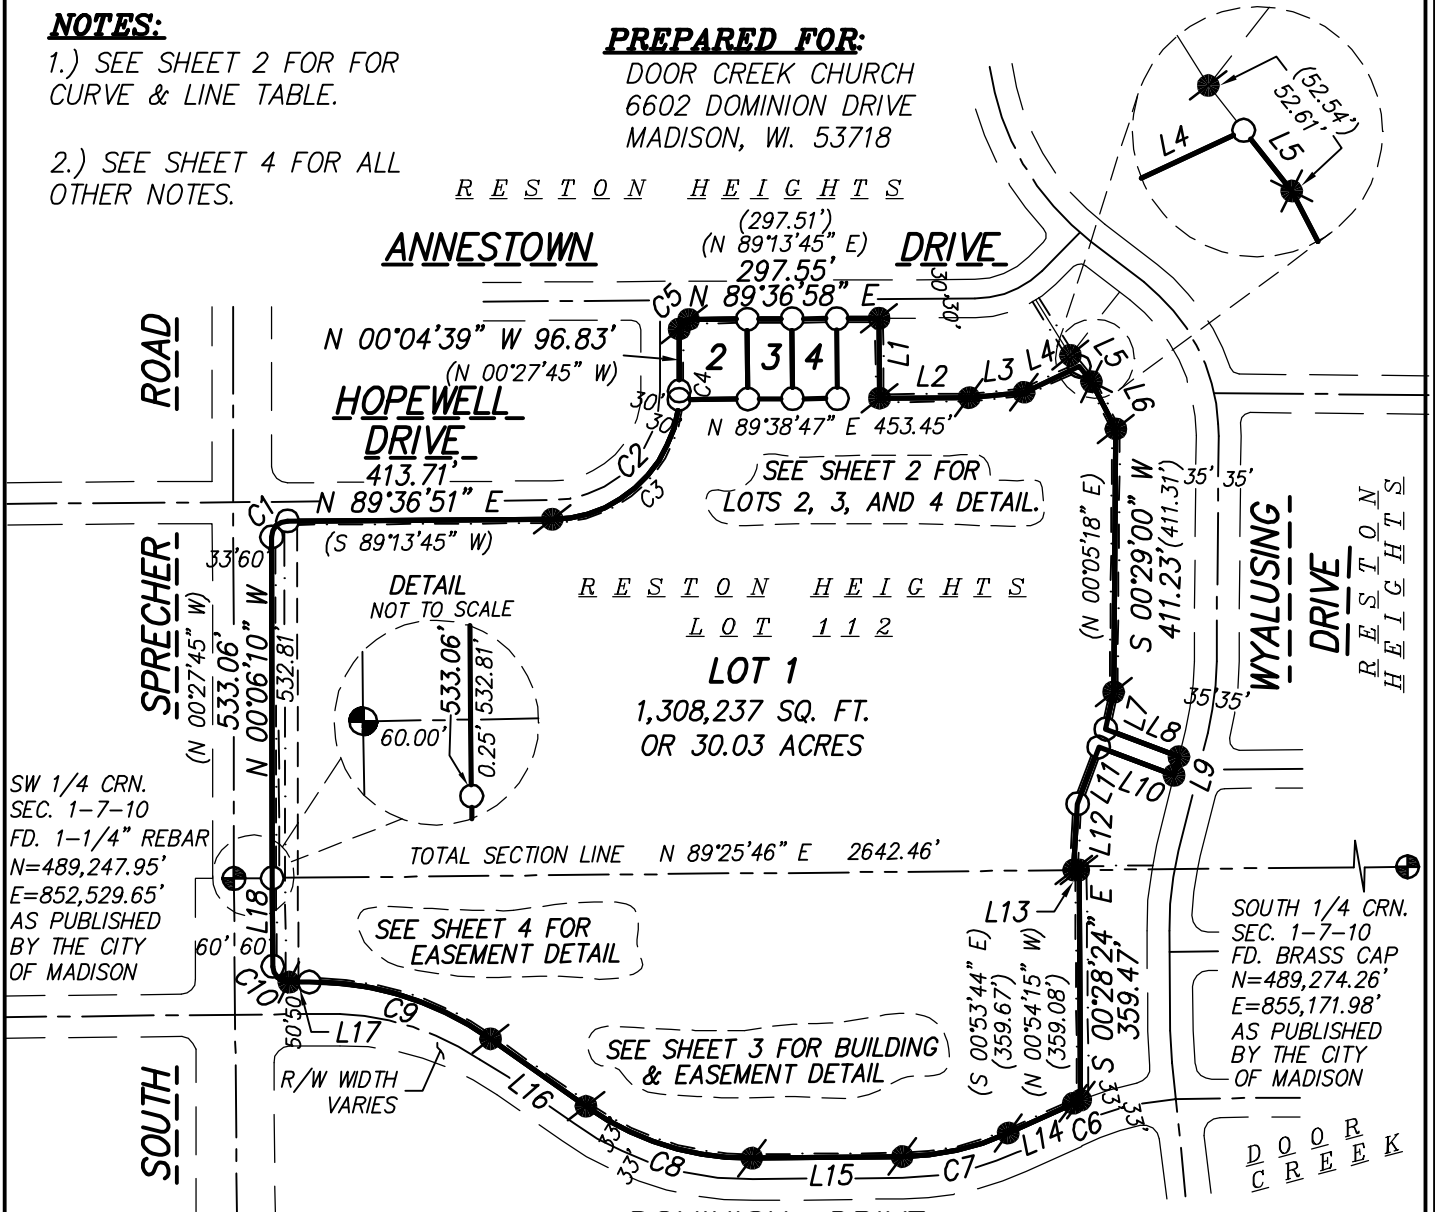 NOTES:
1.) SEE SHEET 2 FOR FOR
CURVE & LINE TABLE.
2.) SEE SHEET 4 FOR ALL
OTHER NOTES.
PREPARED FOR:
DOOR CREEK CHURCH
6602 DOMINION DRIVE
MADISON, WI. 53718
(52.54')
52.61'
L4
L5
RESTON HEIGHTS
(297.51')
(N 89°13'45" E)
297.55'
N 89°36'58" E
ANNESTOWN DRIVE
30' 30'
C5
N 00°04'39" W 96.83'
(N 00°27'45" W)
2
3
4
L1
L2
L3
L4
L5
L6
C4
30'
30'
N 89°38'47" E 453.45'
ROAD
HOPEWELL
DRIVE
413.71'
N 89°36'51" E
(S 89°13'45" W)
C1
C2
C3
SEE SHEET 2 FOR
LOTS 2, 3, AND 4 DETAIL.
(N 00°05'18" E)
S 00°29'00" W
411.23'(411.31')
35' 35'
WYALUSING
DRIVE
RESTON
HEIGHTS
33'60'
SPRECHER
(N 00°27'45" W)
533.06'
N 00°06'10" W
532.81'
DETAIL
NOT TO SCALE
533.06'
532.81'
60.00'
0.25'
RESTON HEIGHTS
LOT 112
LOT 1
1,308,237 SQ. FT.
OR 30.03 ACRES
35'35'
L7
L8
L9
L10
L11
L12
SW 1/4 CRN.
SEC. 1-7-10
FD. 1-1/4" REBAR
N=489,247.95'
E=852,529.65'
AS PUBLISHED
BY THE CITY
OF MADISON
TOTAL SECTION LINE N 89°25'46" E 2642.46'
L13
L18
60' 60'
SEE SHEET 4 FOR
EASEMENT DETAIL
SOUTH 1/4 CRN.
SEC. 1-7-10
FD. BRASS CAP
N=489,274.26'
E=855,171.98'
AS PUBLISHED
BY THE CITY
OF MADISON
(S 00°53'44" E)
(359.67')
(N 00°54'15" W)
(359.08')
S 00°28'24" E
359.47'
C10
50'50'
L17
C9
R/W WIDTH
VARIES
L16
SEE SHEET 3 FOR BUILDING
& EASEMENT DETAIL
33'
33'
C8
L15
C7
L14
C6
33'
33'
SOUTH
DOOR
CREEK